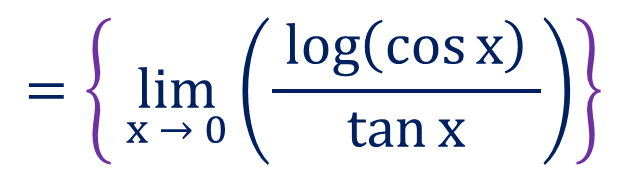 = { lim x → 0 ( log(cos x) / tan x ) }